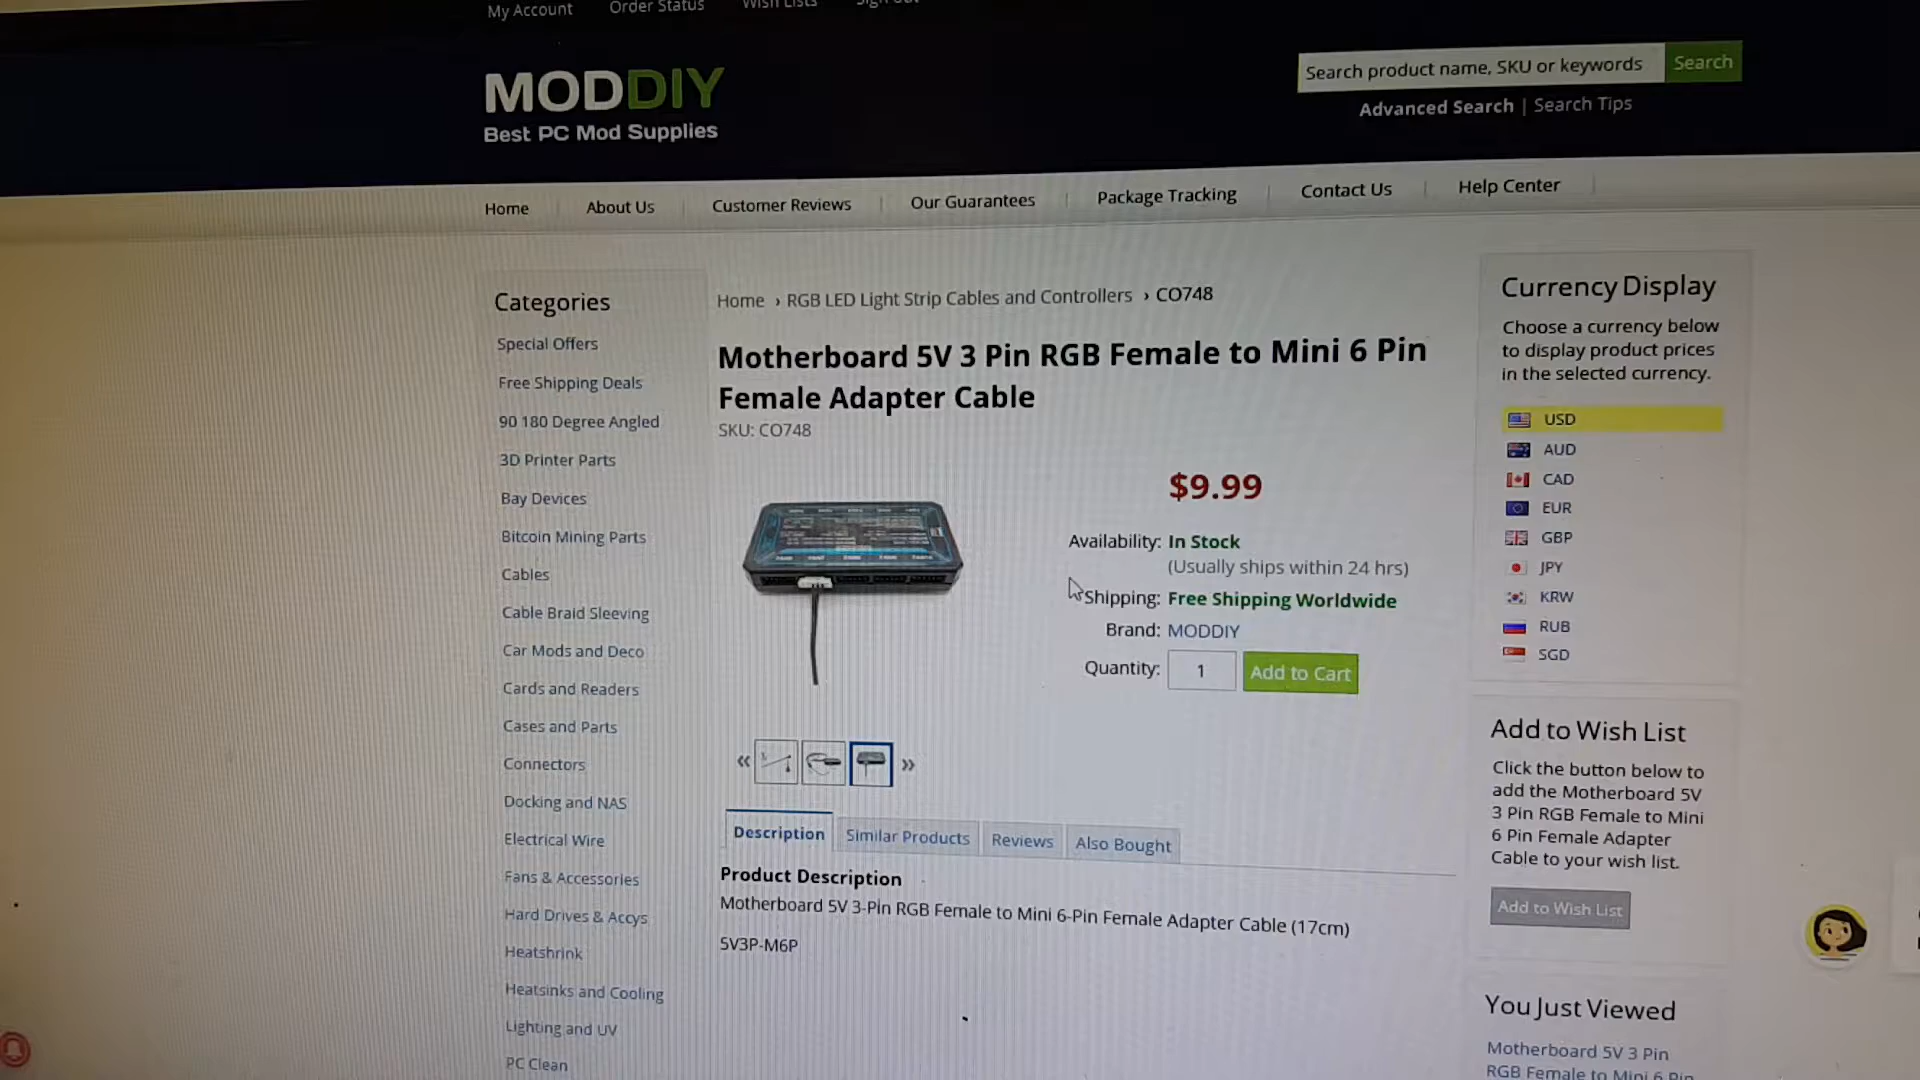 My Account Order Status Wish Lists Sign Out
MODDIY
Best PC Mod Supplies
Search product name, SKU or keywords Search
Advanced Search | Search Tips
Home About Us Customer Reviews Our Guarantees Package Tracking Contact Us Help Center
Categories
Special Offers
Free Shipping Deals
90 180 Degree Angled
3D Printer Parts
Bay Devices
Bitcoin Mining Parts
Cables
Cable Braid Sleeving
Car Mods and Deco
Cards and Readers
Cases and Parts
Connectors
Docking and NAS
Electrical Wire
Fans & Accessories
Hard Drives & Accys
Heatshrink
Heatsinks and Cooling
Lighting and UV
PC Clean
Home › RGB LED Light Strip Cables and Controllers › CO748
Motherboard 5V 3 Pin RGB Female to Mini 6 Pin
Female Adapter Cable
SKU: CO748
$9.99
Availability: In Stock
(Usually ships within 24 hrs)
Shipping: Free Shipping Worldwide
Brand: MODDIY
Quantity: 1 Add to Cart
« »
Description Similar Products Reviews Also Bought
Product Description
Motherboard 5V 3-Pin RGB Female to Mini 6-Pin Female Adapter Cable (17cm)
5V3P-M6P
Currency Display
Choose a currency below
to display product prices
in the selected currency.
USD
AUD
CAD
EUR
GBP
JPY
KRW
RUB
SGD
Add to Wish List
Click the button below to
add the Motherboard 5V
3 Pin RGB Female to Mini
6 Pin Female Adapter
Cable to your wish list.
Add to Wish List
You Just Viewed
Motherboard 5V 3 Pin
RGB Female to Mini 6 Pin